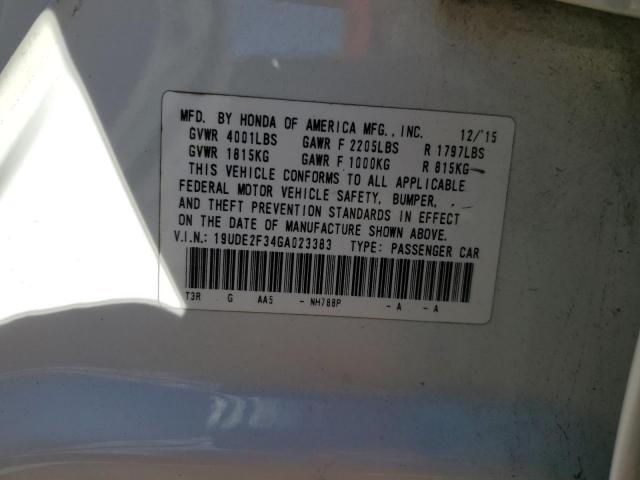 MFD. BY HONDA OF AMERICA MFG., INC. 12/'15
GVWR 4001LBS GAWR F 2205LBS R 1797LBS
GVWR 1815KG GAWR F 1000KG R 815KG
THIS VEHICLE CONFORMS TO ALL APPLICABLE
FEDERAL MOTOR VEHICLE SAFETY, BUMPER,
AND THEFT PREVENTION STANDARDS IN EFFECT
ON THE DATE OF MANUFACTURE SHOWN ABOVE.
V.I.N.: 19UDE2F34GA023383 TYPE: PASSENGER CAR
T3R G AA5 - NH788P - A - A